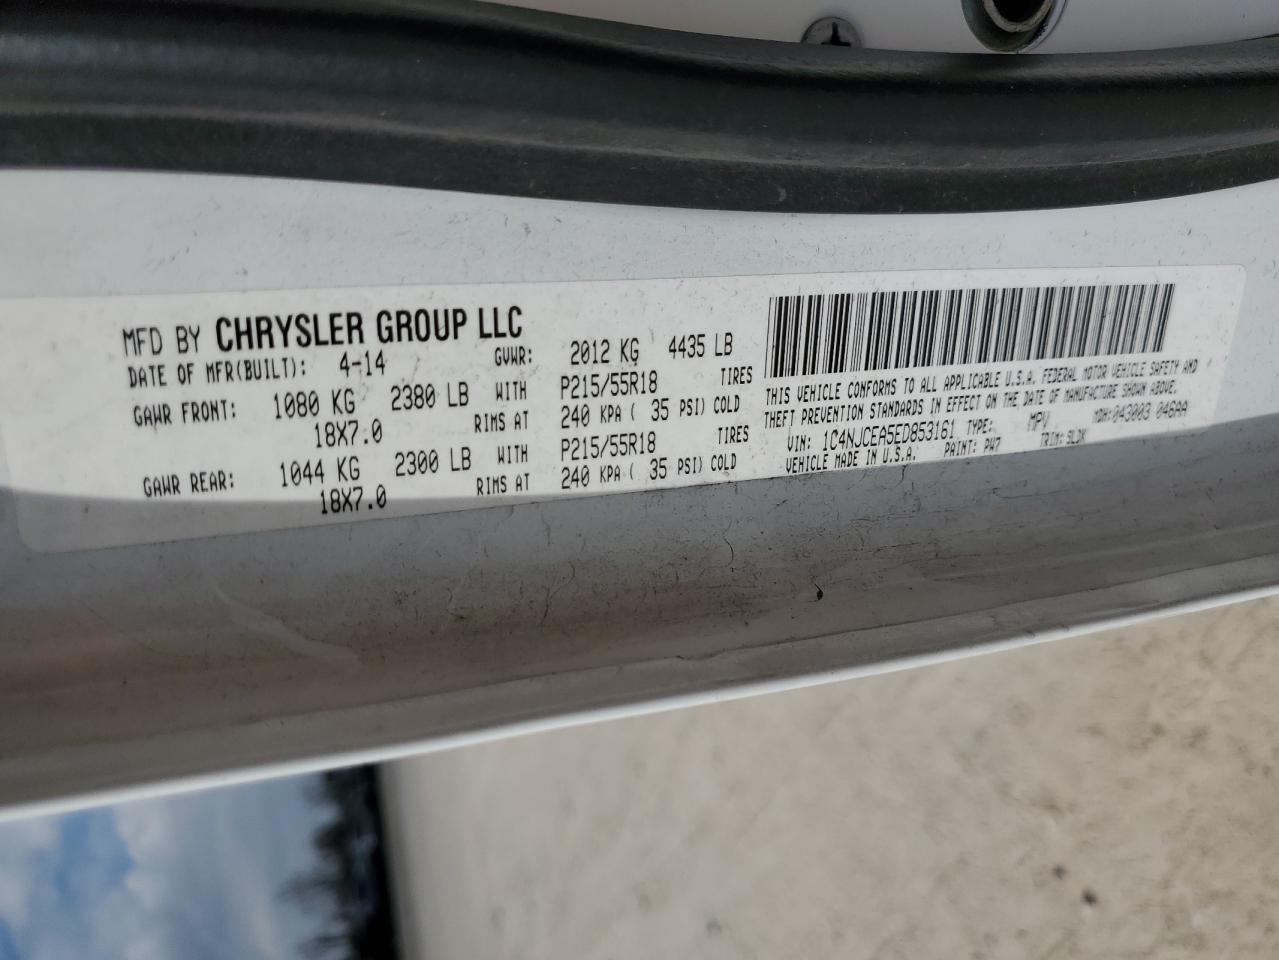 MFD BY CHRYSLER GROUP LLC
DATE OF MFR(BUILT): 4-14 GVWR: 2012 KG 4435 LB
GAWR FRONT: 1080 KG 2380 LB WITH P215/55R18 TIRES
18X7.0 RIMS AT 240 KPA ( 35 PSI) COLD
GAWR REAR: 1044 KG 2300 LB WITH P215/55R18 TIRES
18X7.0 RIMS AT 240 KPA ( 35 PSI) COLD
THIS VEHICLE CONFORMS TO ALL APPLICABLE U.S.A. FEDERAL MOTOR VEHICLE SAFETY AND
THEFT PREVENTION STANDARDS IN EFFECT ON THE DATE OF MANUFACTURE SHOWN ABOVE.
VIN: 1C4NJCEA5ED853161 TYPE: MPV MDH:043003 046AA
VEHICLE MADE IN U.S.A. PAINT: PW7 TRIM: